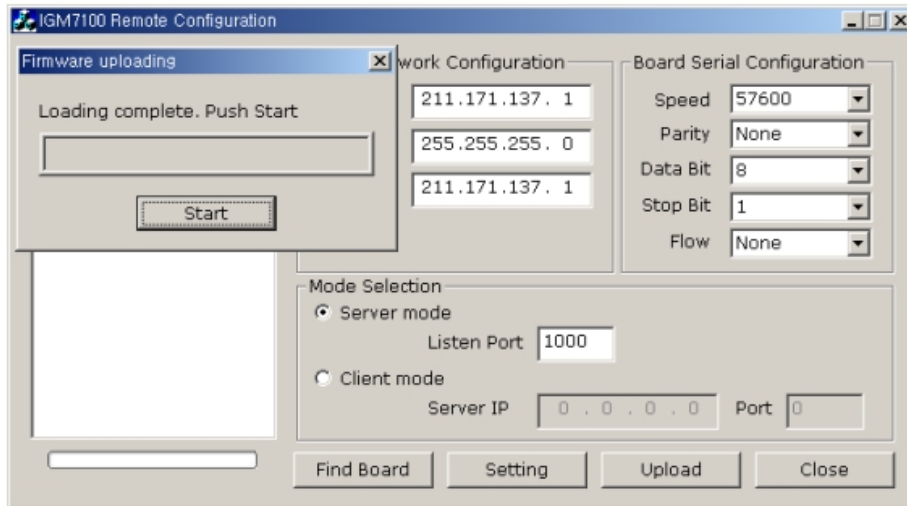 IGM7100 Remote Configuration
Firmware uploading
Loading complete. Push Start
Start
work Configuration
211.171.137. 1
255.255.255. 0
211.171.137. 1
Board Serial Configuration
Speed 57600
Parity None
Data Bit 8
Stop Bit 1
Flow None
Mode Selection
Server mode
Listen Port 1000
Client mode
Server IP 0 . 0 . 0 . 0 Port 0
Find Board Setting Upload Close